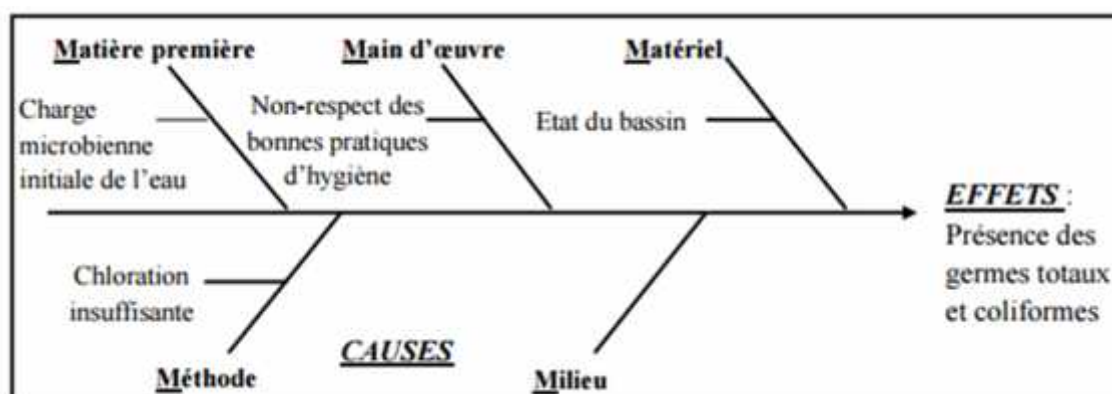 Matière première
Main d'œuvre
Matériel
Charge
microbienne
initiale de l'eau
Non-respect des
bonnes pratiques
d'hygiène
Etat du bassin
EFFETS :
Présence des
germes totaux
et coliformes
Chloration
insuffisante
CAUSES
Méthode
Milieu